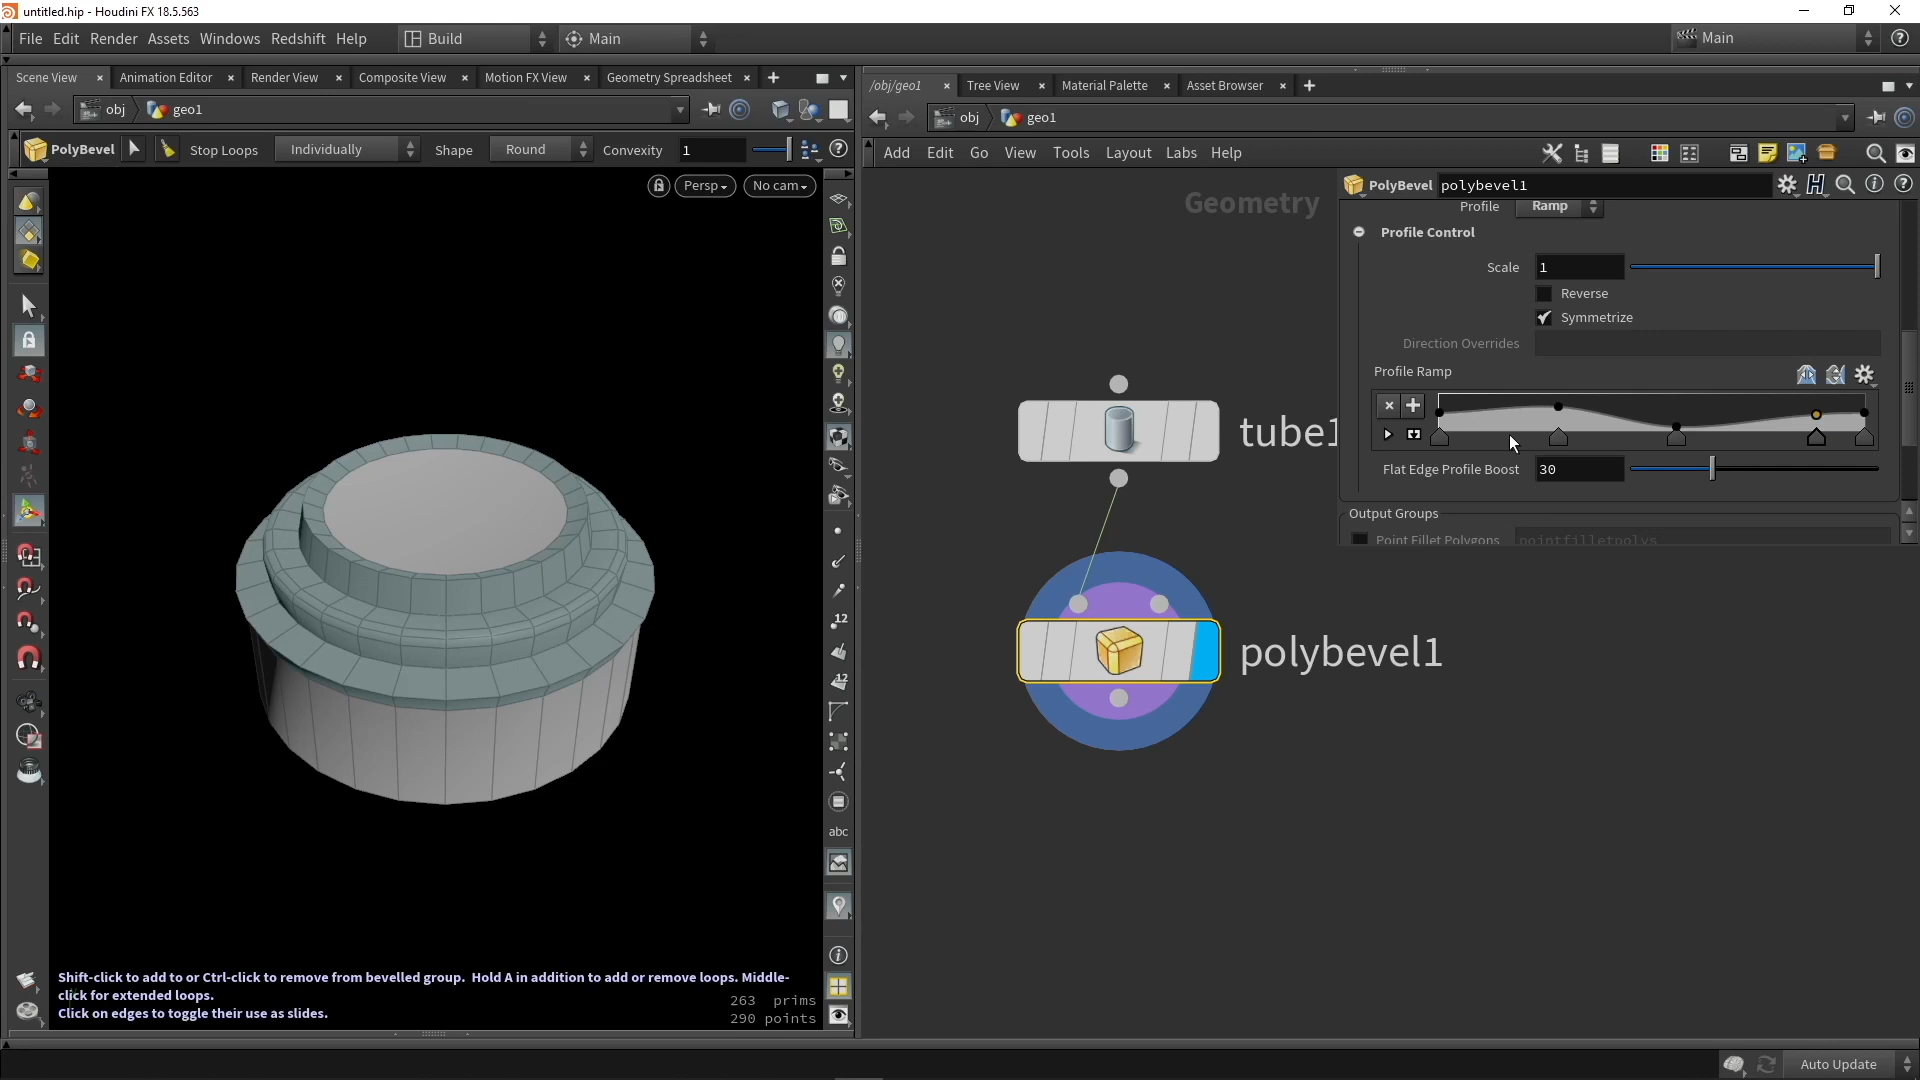 untitled.hip - Houdini FX 18.5.563
File Edit Render Assets Windows Redshift Help Build Main Main
Scene View Animation Editor Render View Composite View Motion FX View Geometry Spreadsheet
/obj/geo1 Tree View Material Palette Asset Browser
obj geo1
obj geo1
PolyBevel Stop Loops Individually Shape Round Convexity 1
Add Edit Go View Tools Layout Labs Help
Persp No cam
Geometry
PolyBevel polybevel1
Profile Ramp
Profile Control
Scale 1
Reverse
Symmetrize
Direction Overrides
Profile Ramp
Flat Edge Profile Boost 30
Output Groups
Point Fillet Polygons pointfilletpolys
tube1
polybevel1
12
12
abc
Shift-click to add to or Ctrl-click to remove from bevelled group. Hold A in addition to add or remove loops. Middle-
click for extended loops.
Click on edges to toggle their use as slides.
263 prims
290 points
Auto Update